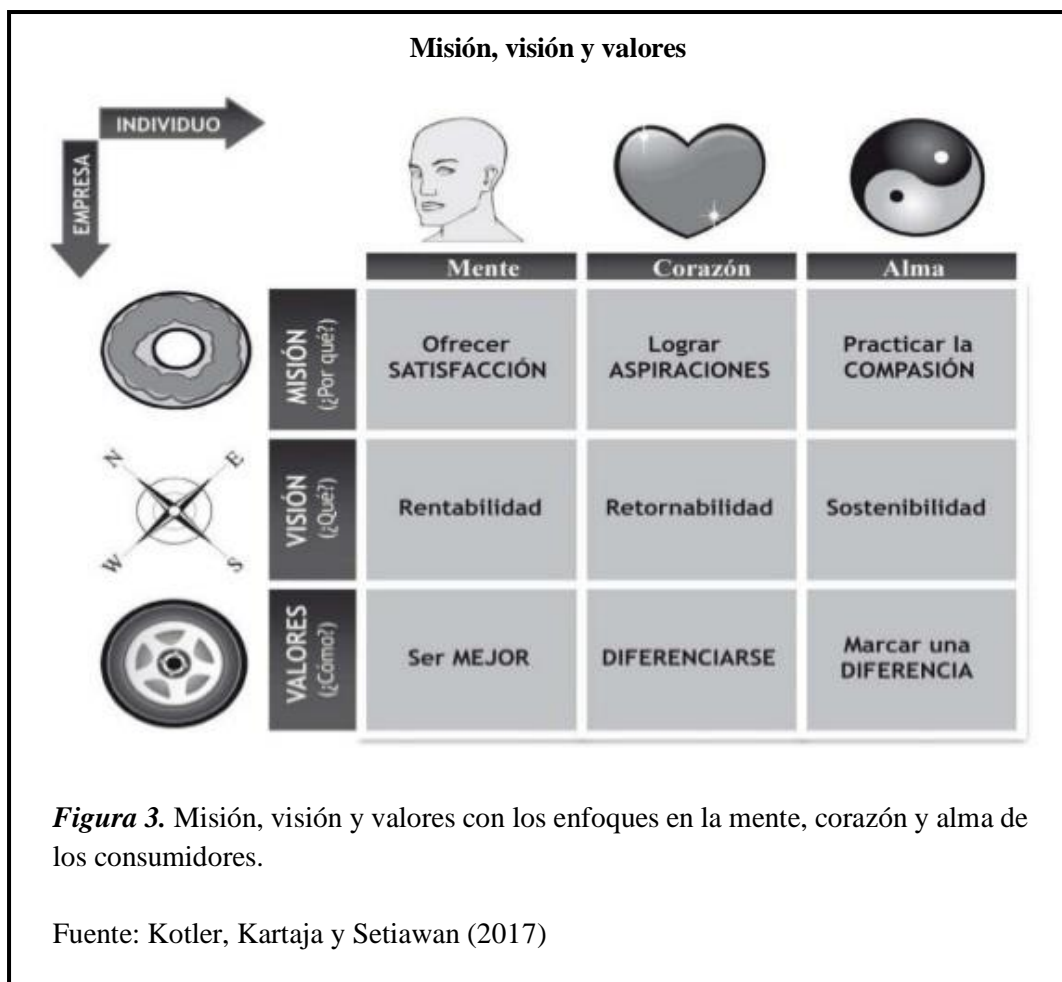 Misión, visión y valores
INDIVIDUO
EMPRESA
Mente
Corazón
Alma
MISIÓN
(¿Por qué?)
Ofrecer
SATISFACCIÓN
Lograr
ASPIRACIONES
Practicar la
COMPASIÓN
N
E
W
S
VISIÓN
(¿Qué?)
Rentabilidad
Retornabilidad
Sostenibilidad
VALORES
(¿Cómo?)
Ser MEJOR
DIFERENCIARSE
Marcar una
DIFERENCIA
Figura 3. Misión, visión y valores con los enfoques en la mente, corazón y alma de
los consumidores.
Fuente: Kotler, Kartaja y Setiawan (2017)